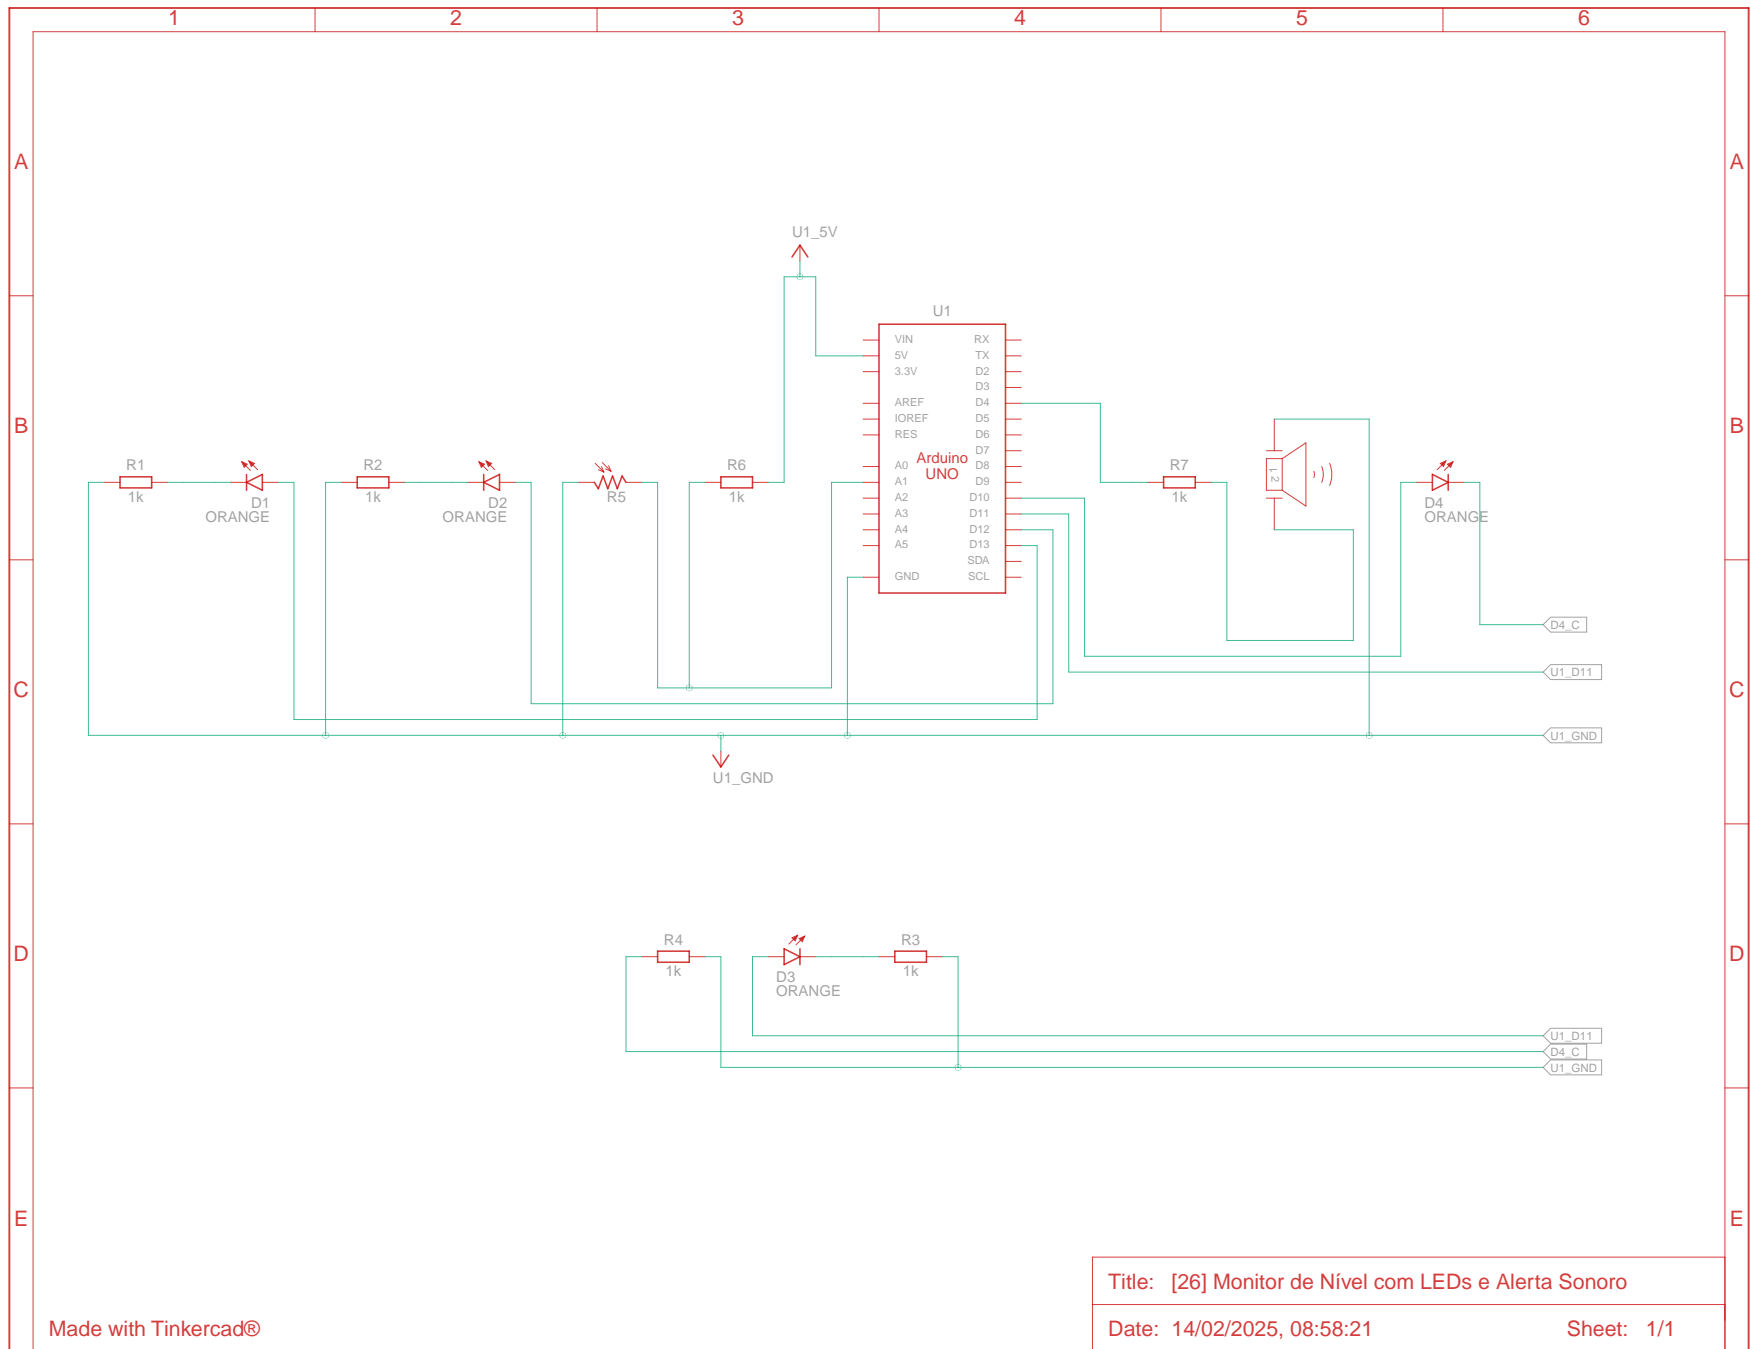 1 2 3 4 5 6
A A
U1_5V
U1
VIN RX
5V TX
3.3V D2
D3
AREF D4
IOREF D5
RES D6
D7
A0 Arduino D8
UNO
A1 D9
A2 D10
A3 D11
A4 D12
A5 D13
SDA
GND SCL
B B
R1
1k
D1
ORANGE
R2
1k
D2
ORANGE
R5
R6
1k
R7
1k
1 2
D4
ORANGE
D4_C
U1_D11
C C
U1_GND
U1_GND
D D
R4
1k
D3
ORANGE
R3
1k
U1_D11
D4_C
U1_GND
E E
Title: [26] Monitor de Nível com LEDs e Alerta Sonoro
Made with Tinkercad®
Date: 14/02/2025, 08:58:21 Sheet: 1/1